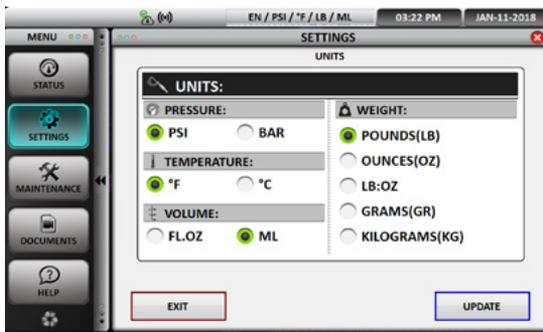 EN / PSI / °F / LB / ML
03:22 PM
JAN-11-2018
MENU
SETTINGS
STATUS
SETTINGS
MAINTENANCE
DOCUMENTS
HELP
UNITS
UNITS:
PRESSURE:
PSI
BAR
TEMPERATURE:
°F
°C
VOLUME:
FL.OZ
ML
WEIGHT:
POUNDS(LB)
OUNCES(OZ)
LB:OZ
GRAMS(GR)
KILOGRAMS(KG)
EXIT
UPDATE